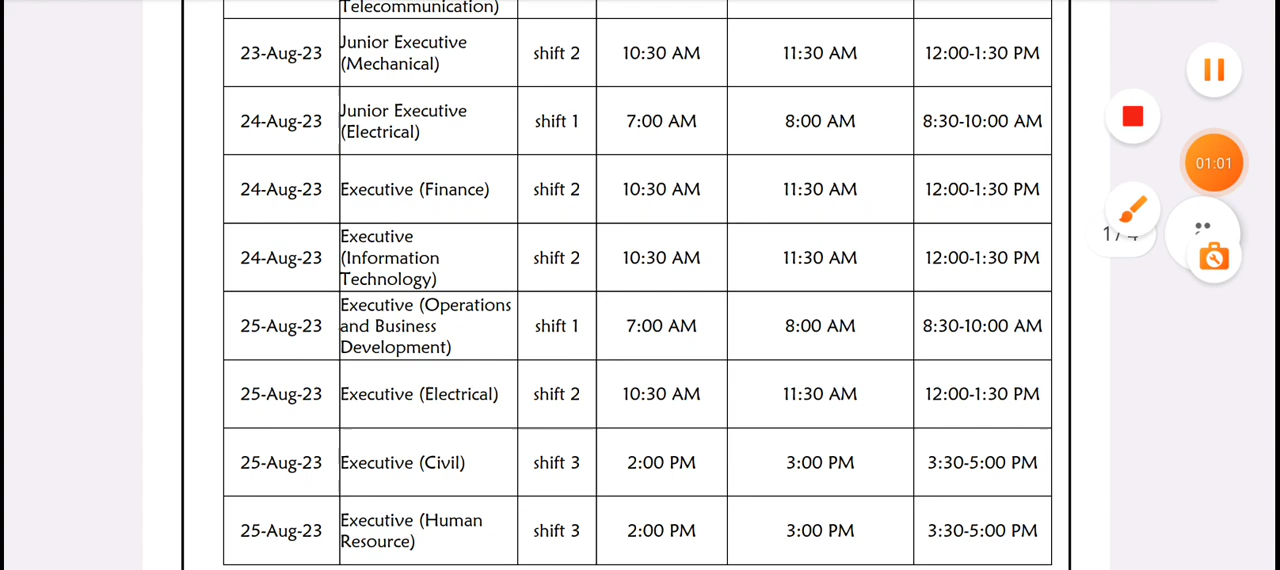 Telecommunication)
23-Aug-23 Junior Executive (Mechanical) shift 2 10:30 AM 11:30 AM 12:00-1:30 PM
24-Aug-23 Junior Executive (Electrical) shift 1 7:00 AM 8:00 AM 8:30-10:00 AM
24-Aug-23 Executive (Finance) shift 2 10:30 AM 11:30 AM 12:00-1:30 PM
24-Aug-23 Executive (Information Technology) shift 2 10:30 AM 11:30 AM 12:00-1:30 PM
25-Aug-23 Executive (Operations and Business Development) shift 1 7:00 AM 8:00 AM 8:30-10:00 AM
25-Aug-23 Executive (Electrical) shift 2 10:30 AM 11:30 AM 12:00-1:30 PM
25-Aug-23 Executive (Civil) shift 3 2:00 PM 3:00 PM 3:30-5:00 PM
25-Aug-23 Executive (Human Resource) shift 3 2:00 PM 3:00 PM 3:30-5:00 PM
01:01